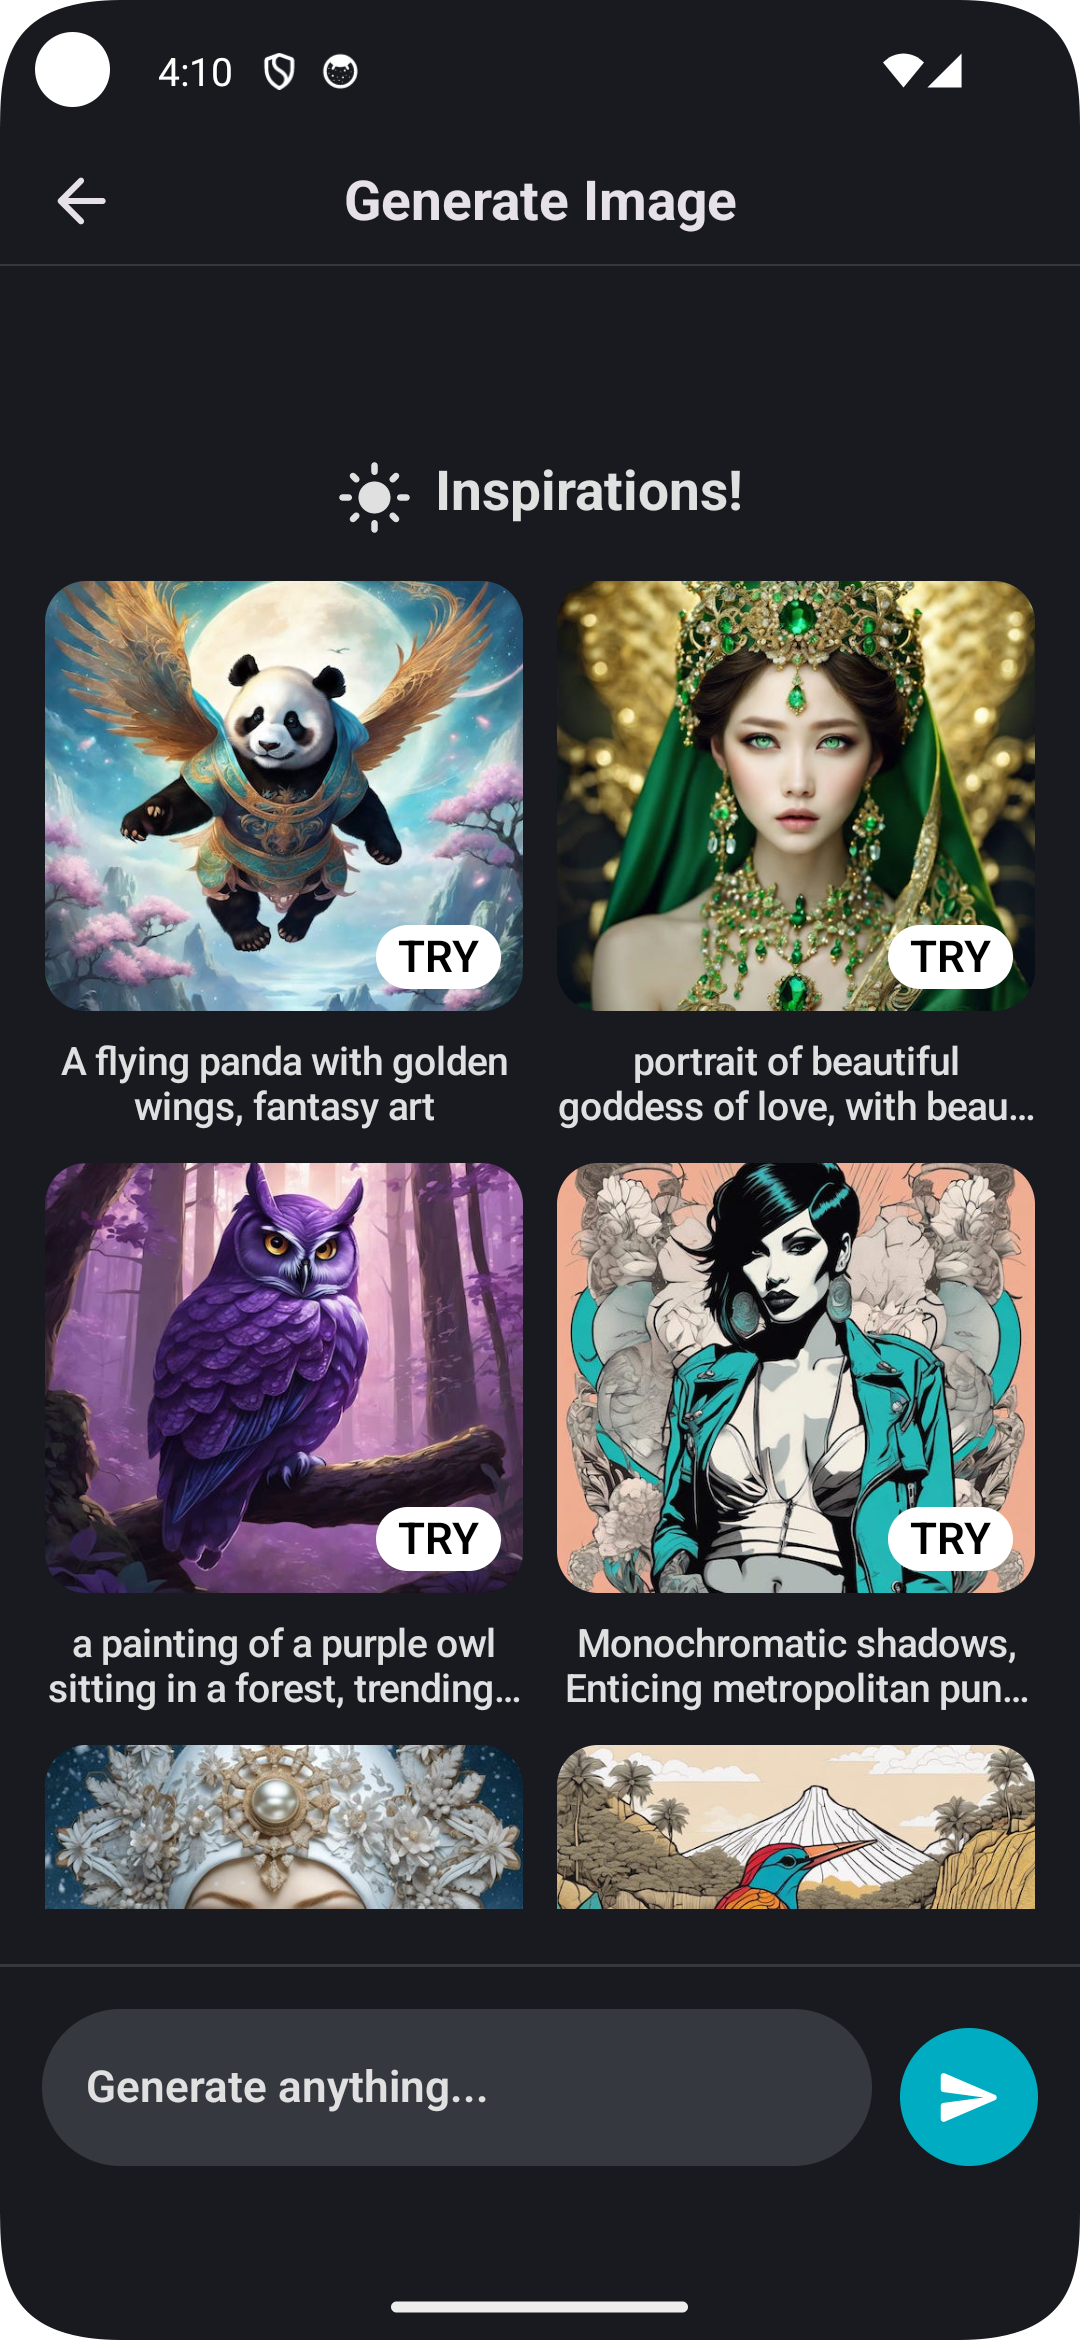 4:10
Generate Image
Inspirations!
TRY
TRY
A flying panda with golden
wings, fantasy art
portrait of beautiful
goddess of love, with beau...
TRY
TRY
a painting of a purple owl
sitting in a forest, trending...
Monochromatic shadows,
Enticing metropolitan pun...
Generate anything...